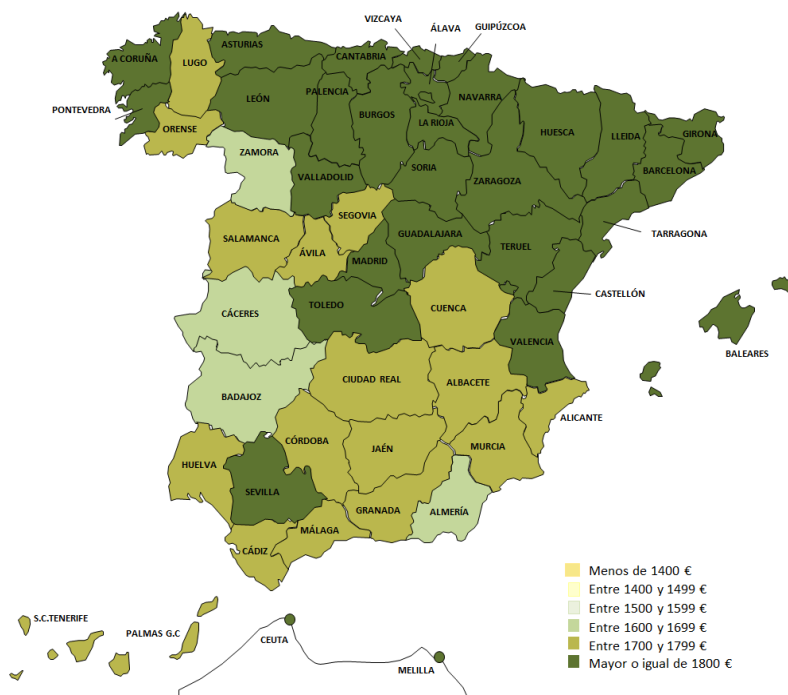 VIZCAYA
ÁLAVA
GUIPÚZCOA
A CORUÑA
LUGO
ASTURIAS
CANTABRIA
PONTEVEDRA
ORENSE
LEÓN
PALENCIA
BURGOS
LA RIOJA
NAVARRA
HUESCA
LLEIDA
GIRONA
BARCELONA
ZAMORA
VALLADOLID
SORIA
ZARAGOZA
TARRAGONA
SEGOVIA
SALAMANCA
ÁVILA
MADRID
GUADALAJARA
TERUEL
CASTELLÓN
CÁCERES
TOLEDO
CUENCA
VALENCIA
BALEARES
BADAJOZ
CIUDAD REAL
ALBACETE
ALICANTE
HUELVA
CÓRDOBA
JAÉN
MURCIA
SEVILLA
GRANADA
ALMERÍA
MÁLAGA
CÁDIZ
S.C.TENERIFE
PALMAS G.C
CEUTA
MELILLA
Menos de 1400 €
Entre 1400 y 1499 €
Entre 1500 y 1599 €
Entre 1600 y 1699 €
Entre 1700 y 1799 €
Mayor o igual de 1800 €